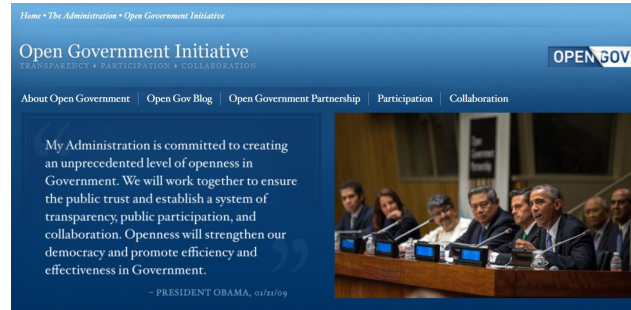 Home • The Administration • Open Government Initiative
Open Government Initiative
TRANSPARENCY • PARTICIPATION • COLLABORATION
OPEN GOV
About Open Government
Open Gov Blog
Open Government Partnership
Participation
Collaboration
“
My Administration is committed to creating
an unprecedented level of openness in
Government. We will work together to ensure
the public trust and establish a system of
transparency, public participation, and
collaboration. Openness will strengthen our
democracy and promote efficiency and
effectiveness in Government.
”
– PRESIDENT OBAMA, 01/21/09
Open
Government
Partnership